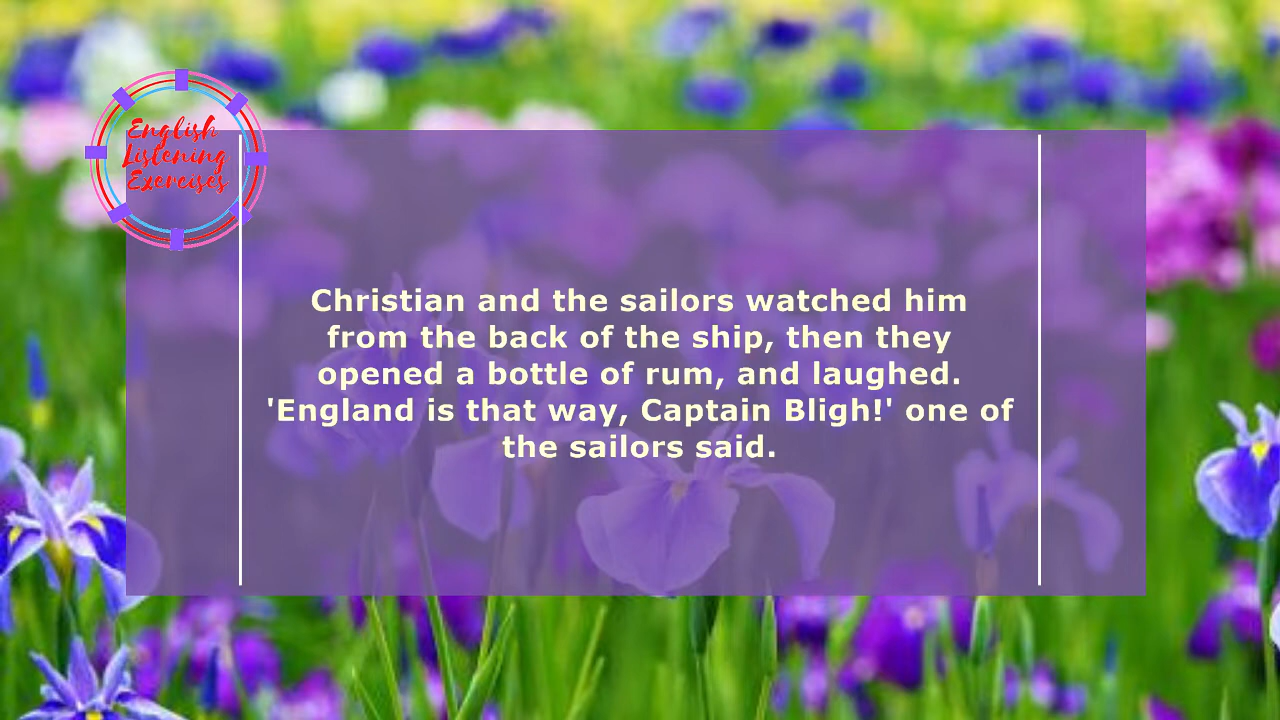 English
Listening
Exercises
Christian and the sailors watched him
from the back of the ship, then they
opened a bottle of rum, and laughed.
'England is that way, Captain Bligh!' one of
the sailors said.